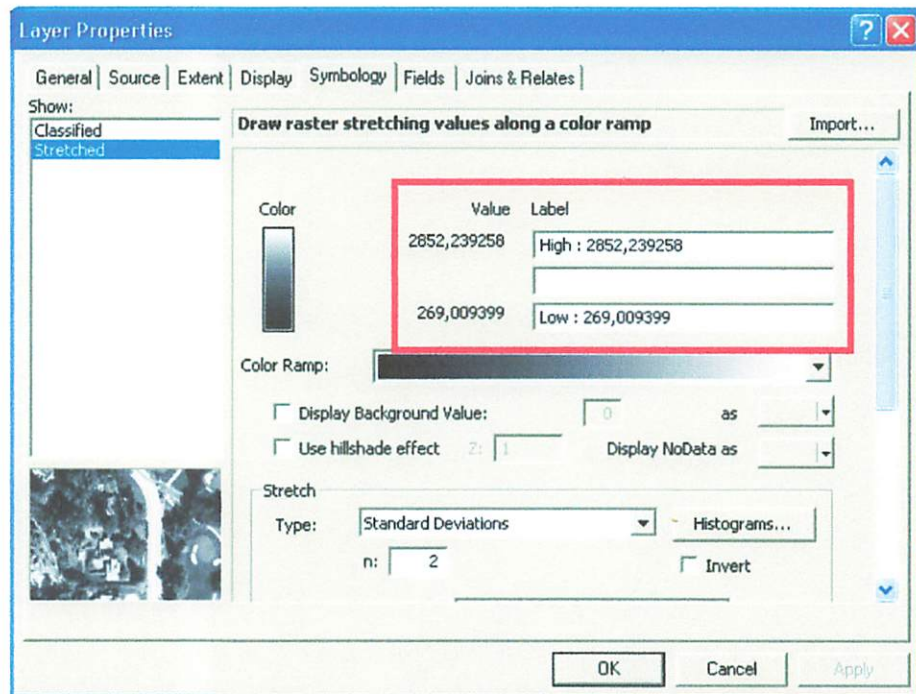 Layer Properties
General Source Extent Display Symbology Fields Joins & Relates
Show:
Classified
Stretched
Draw raster stretching values along a color ramp
Import...
Color Value Label
2852,239258 High : 2852,239258
269,009399 Low : 269,009399
Color Ramp:
Display Background Value: 0 as
Use hillshade effect Z: 1 Display NoData as
Stretch
Type: Standard Deviations Histograms...
n: 2 Invert
OK Cancel Apply